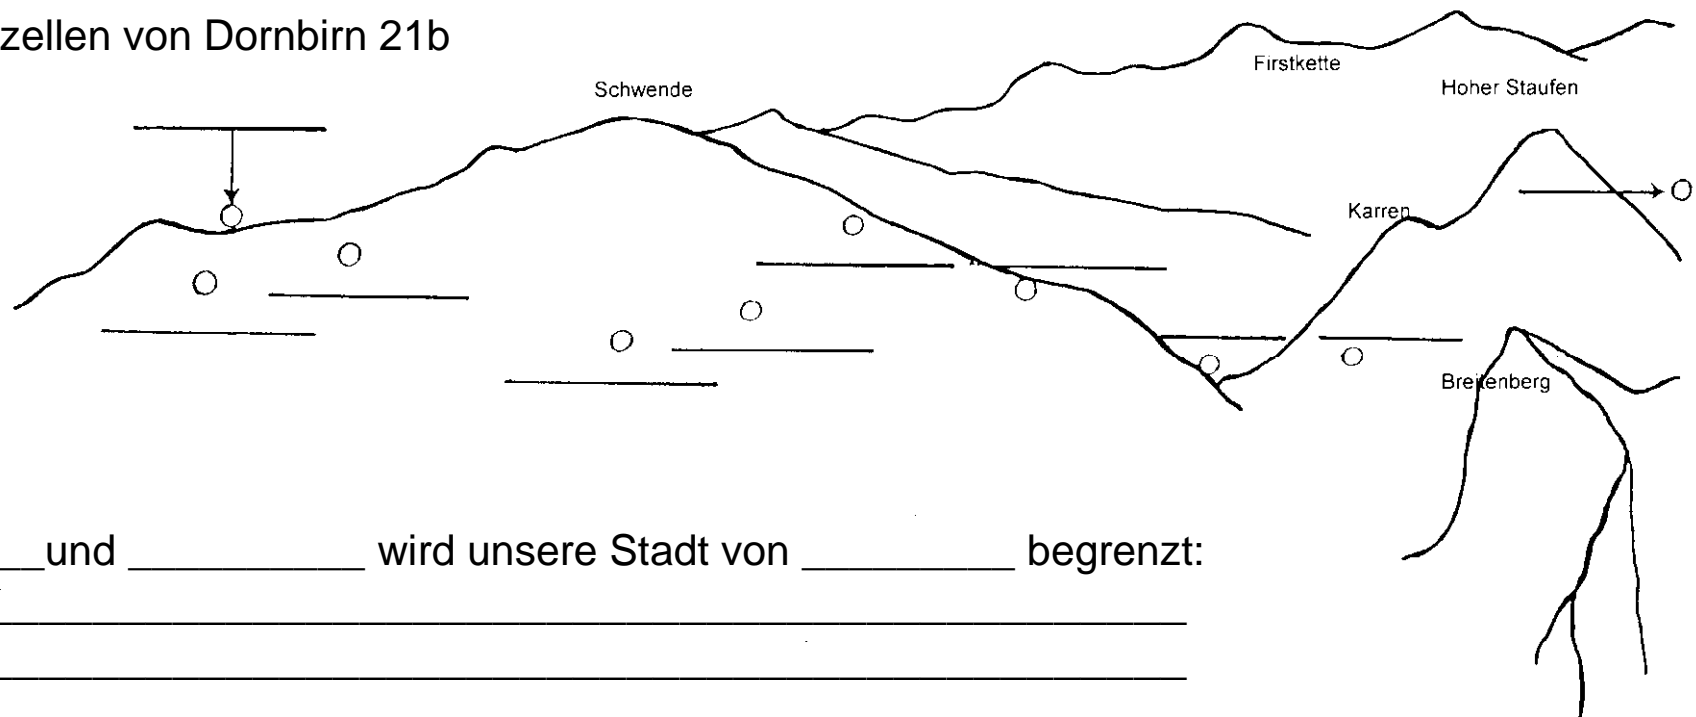 zellen von Dornbirn 21b
Firstkette
Schwende
Hoher Staufen
Karren
Breitenberg
__und __________ wird unsere Stadt von _________ begrenzt: